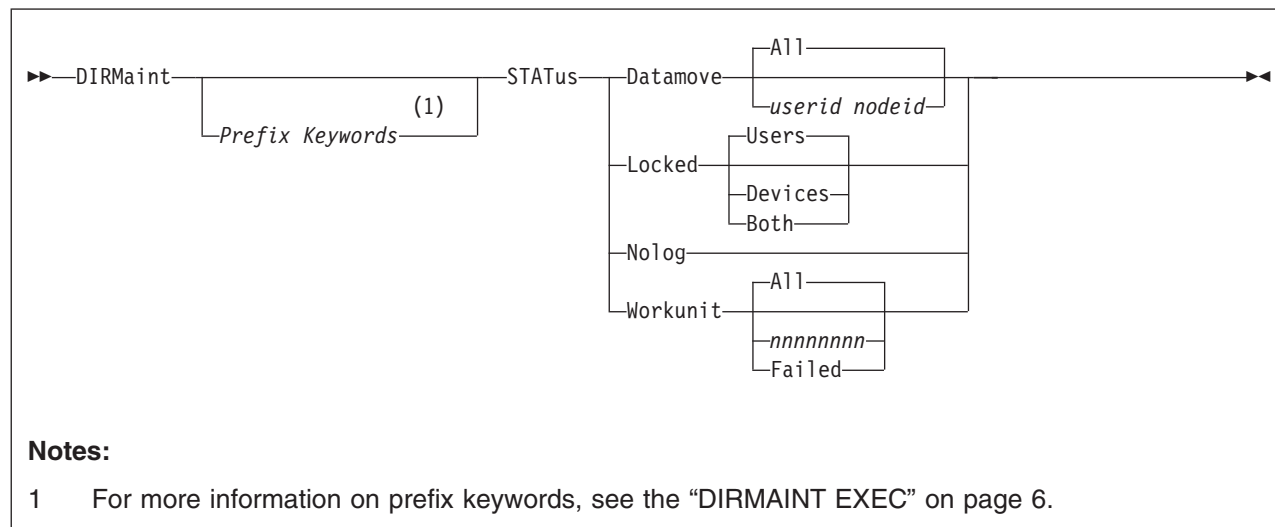 All
DIRMaint STATus Datamove
(1) userid nodeid
Prefix Keywords Users
Locked
Devices
Both
Nolog
All
Workunit
nnnnnnnn
Failed
Notes:
1 For more information on prefix keywords, see the “DIRMAINT EXEC” on page 6.